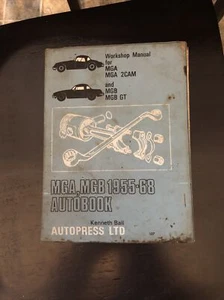 Workshop Manual
for
MGA
MGA 2CAM
and
MGB
MGB GT
MGA, MGB 1955-68
AUTOBOOK
Kenneth Ball
AUTOPRESS LTD